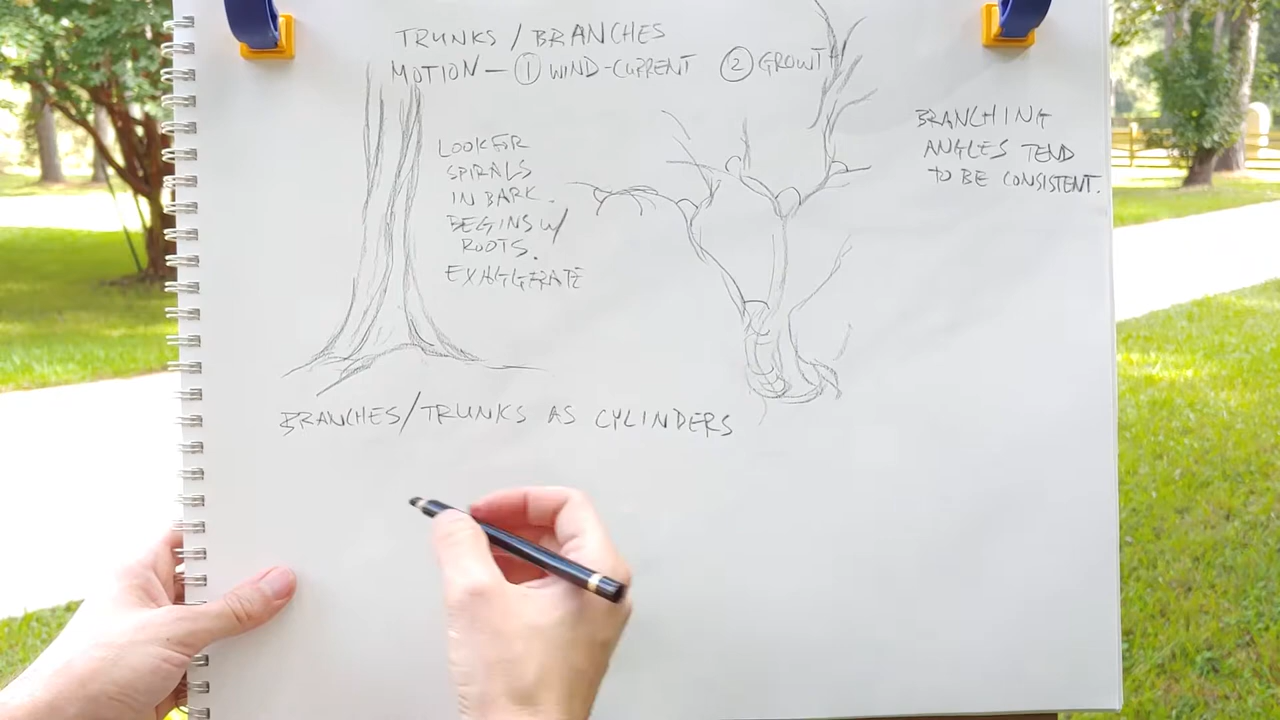 TRUNKS / BRANCHES
MOTION — ① WIND-CURRENT ② GROWTH
LOOK FOR
SPIRALS
IN BARK.
BEGINS W/
ROOTS.
EXAGGERATE
BRANCHING
ANGLES TEND
TO BE CONSISTENT.
BRANCHES/TRUNKS AS CYLINDERS